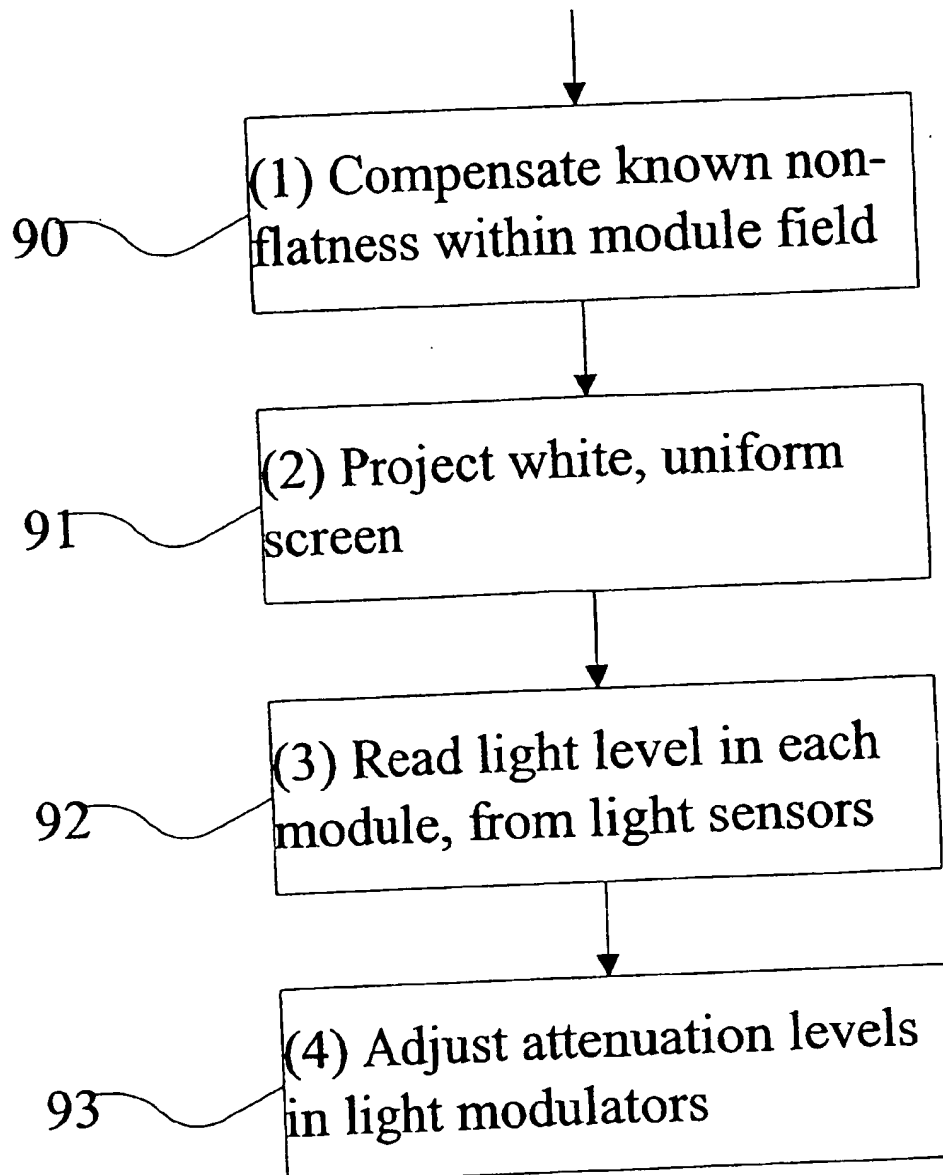 (1) Compensate known non-
flatness within module field
90
(2) Project white, uniform
screen
91
(3) Read light level in each
module, from light sensors
92
(4) Adjust attenuation levels
in light modulators
93